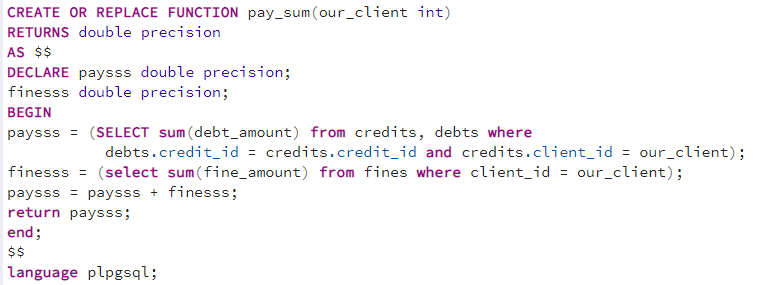 CREATE OR REPLACE FUNCTION pay_sum(our_client int)
RETURNS double precision
AS $$
DECLARE paysss double precision;
finesss double precision;
BEGIN
paysss = (SELECT sum(debt_amount) from credits, debts where
debts.credit_id = credits.credit_id and credits.client_id = our_client);
finesss = (select sum(fine_amount) from fines where client_id = our_client);
paysss = paysss + finesss;
return paysss;
end;
$$
language plpgsql;